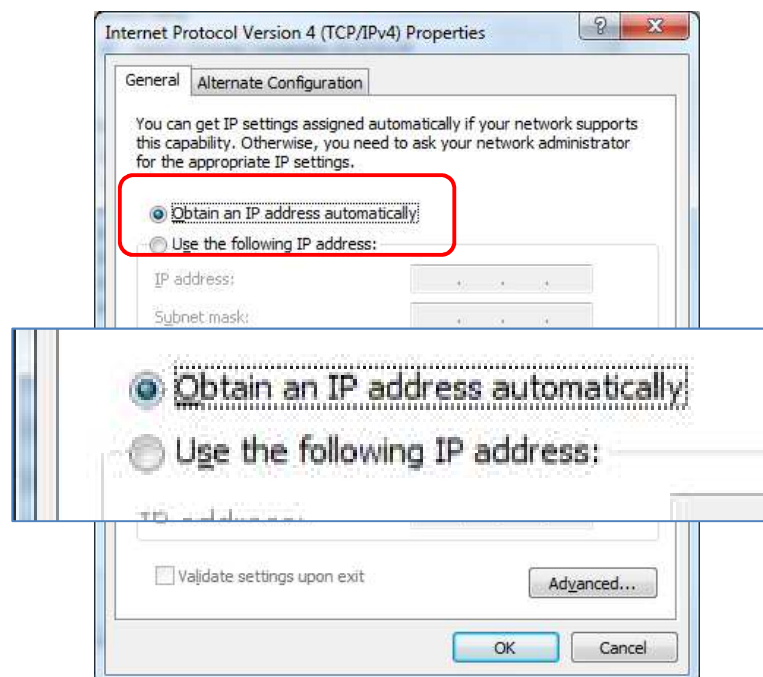 Internet Protocol Version 4 (TCP/IPv4) Properties
General
Alternate Configuration
You can get IP settings assigned automatically if your network supports
this capability. Otherwise, you need to ask your network administrator
for the appropriate IP settings.
Obtain an IP address automatically
Use the following IP address:
IP address:
Subnet mask:
Obtain an IP address automatically
Use the following IP address:
Validate settings upon exit
Advanced...
OK
Cancel